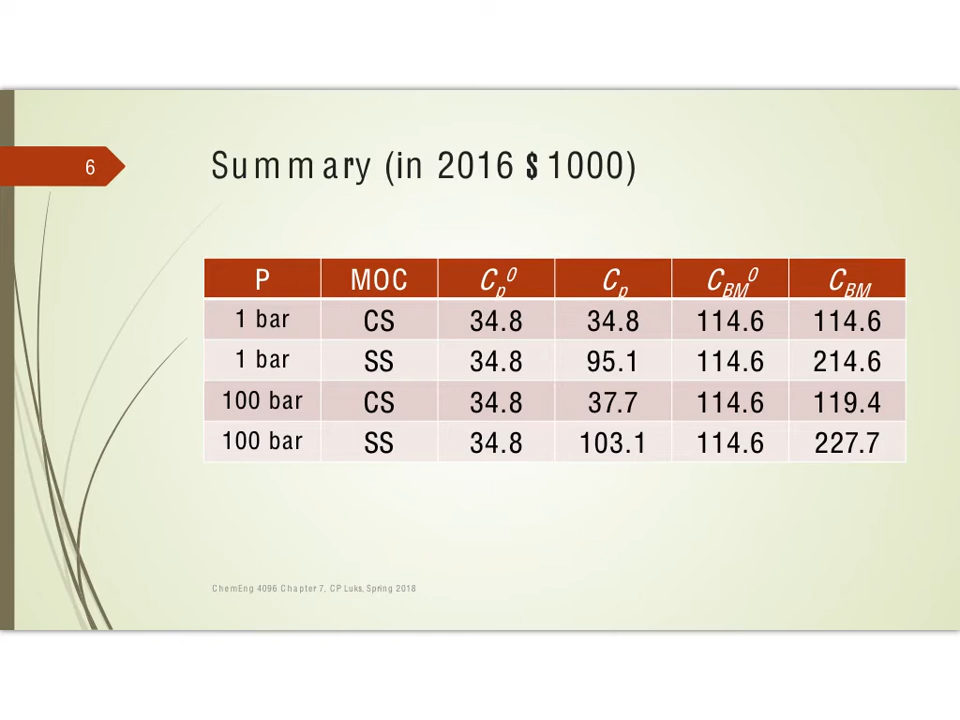 6
Summary (in 2016 $1000)
P MOC Cp0 Cp CBM0 CBM
1 bar CS 34.8 34.8 114.6 114.6
1 bar SS 34.8 95.1 114.6 214.6
100 bar CS 34.8 37.7 114.6 119.4
100 bar SS 34.8 103.1 114.6 227.7
ChemEng 4096 Chapter 7, CP Luks, Spring 2018